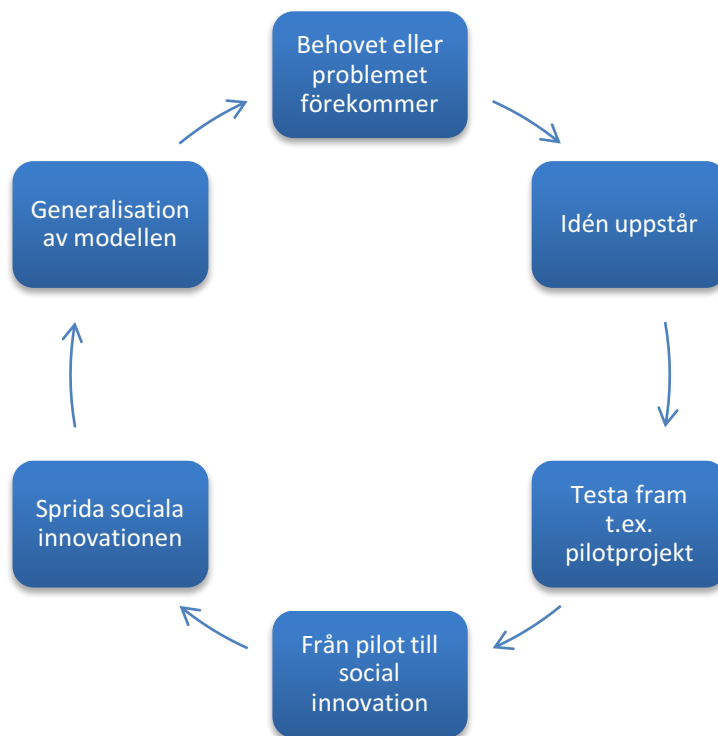 Behovet eller
problemet
förekommer
Idén uppstår
Testa fram
t.ex.
pilotprojekt
Från pilot till
social
innovation
Sprida sociala
innovationen
Generalisation
av modellen